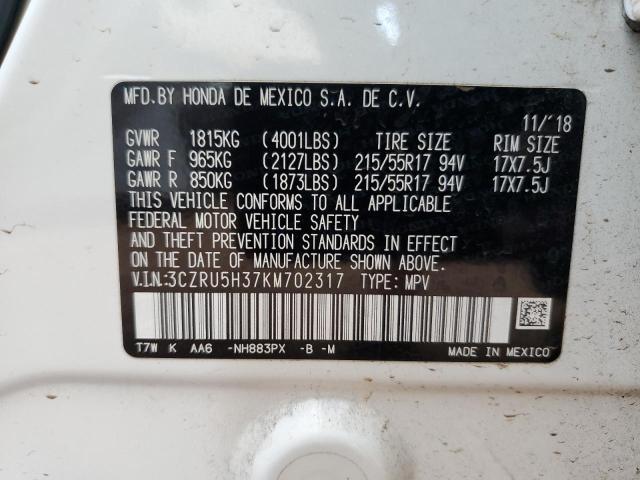 MFD.BY HONDA DE MEXICO S.A. DE C.V.
11/'18
GVWR 1815KG (4001LBS) TIRE SIZE RIM SIZE
GAWR F 965KG (2127LBS) 215/55R17 94V 17X7.5J
GAWR R 850KG (1873LBS) 215/55R17 94V 17X7.5J
THIS VEHICLE CONFORMS TO ALL APPLICABLE
FEDERAL MOTOR VEHICLE SAFETY
AND THEFT PREVENTION STANDARDS IN EFFECT
ON THE DATE OF MANUFACTURE SHOWN ABOVE.
V.I.N:3CZRU5H37KM702317 TYPE: MPV
T7W K AA6 -NH883PX -B -M
MADE IN MEXICO